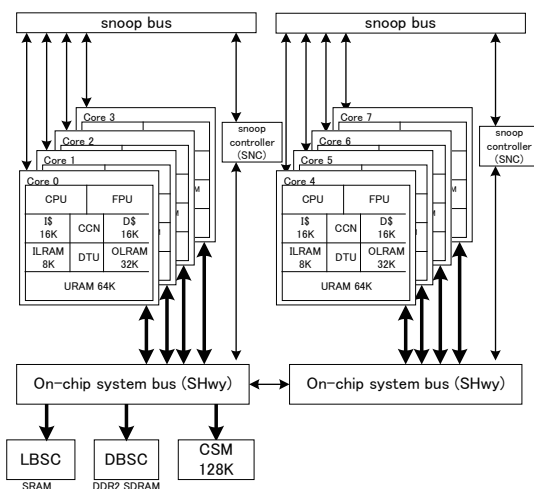 snoop bus
snoop bus
Core 3
Core 2
Core 1
Core 0
CPU
FPU
I$
16K
CCN
D$
16K
ILRAM
8K
DTU
OLRAM
32K
URAM 64K
snoop
controller
(SNC)
Core 7
Core 6
Core 5
Core 4
CPU
FPU
I$
16K
CCN
D$
16K
ILRAM
8K
DTU
OLRAM
32K
URAM 64K
snoop
controller
(SNC)
On-chip system bus (SHwy)
On-chip system bus (SHwy)
LBSC
DBSC
CSM
128K
SRAM
DDR2 SDRAM